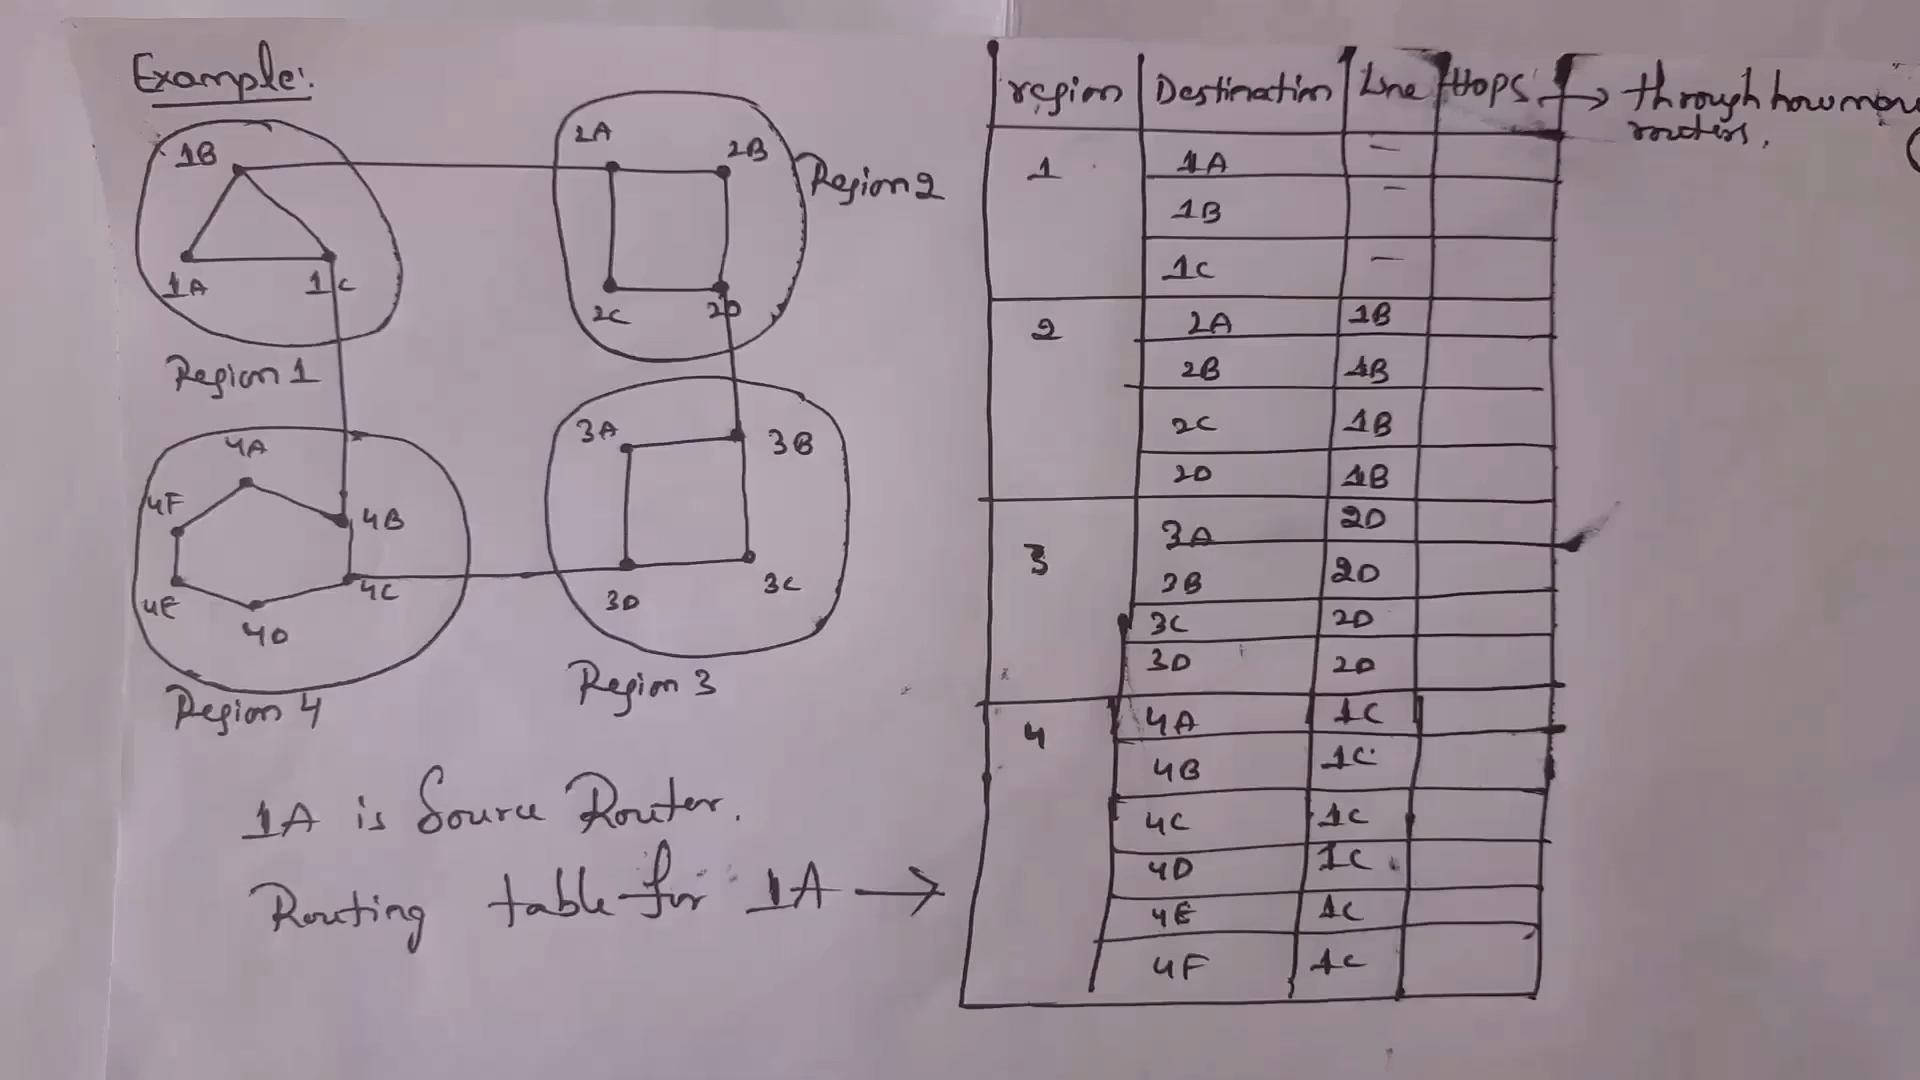 Example:
1B
1A
1C
Region 1
2A
2B
2C
2D
Region 2
3A
3B
3C
3D
Region 3
4A
4B
4C
4D
4E
4F
Region 4
1A is Source Router.
Routing table for 1A →
region Destination Line Hops → through how many
routers.
1 1A —
1B —
1C —
2 2A 1B
2B 1B
2C 1B
2D 1B
3 3A 2D
3B 2D
3C 2D
3D 2D
4 4A 1C
4B 1C
4C 1C
4D 1C
4E 1C
4F 1C